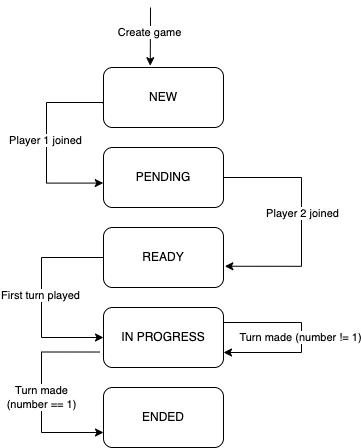 Create game
NEW
Player 1 joined
PENDING
Player 2 joined
READY
First turn played
IN PROGRESS
Turn made (number != 1)
Turn made
(number == 1)
ENDED